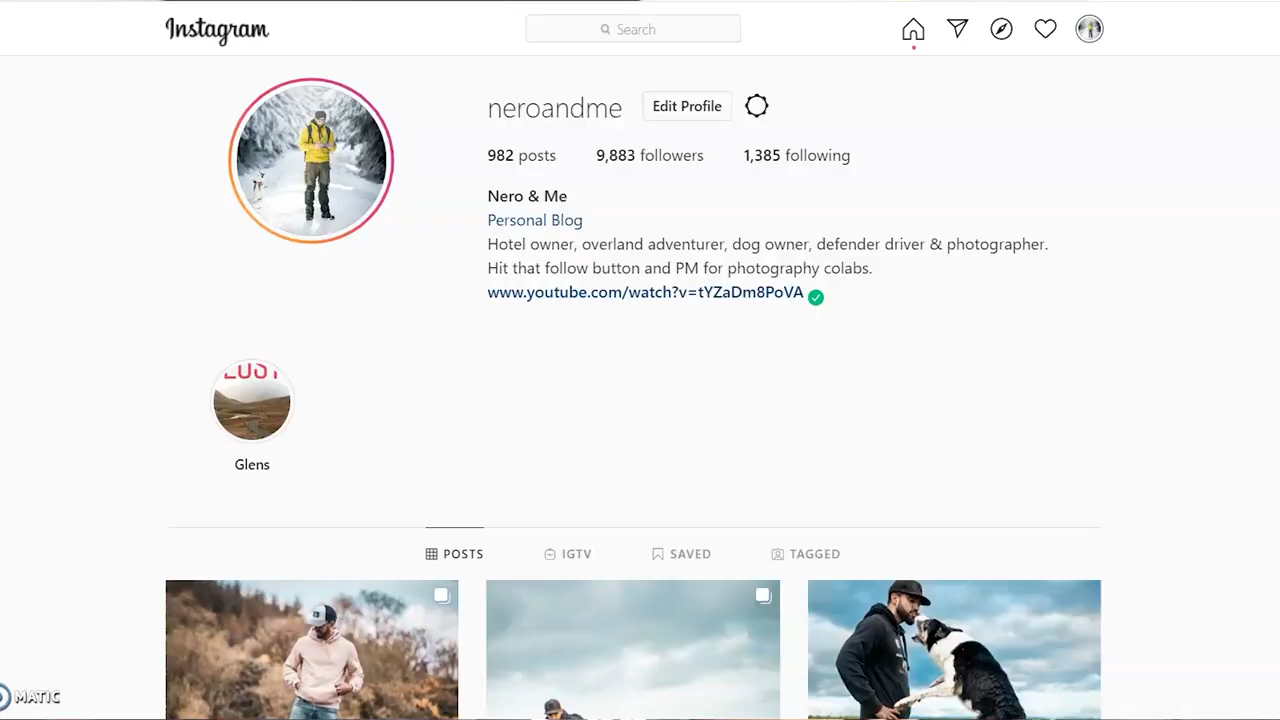 Instagram
Search
neroandme
Edit Profile
982 posts
9,883 followers
1,385 following
Nero & Me
Personal Blog
Hotel owner, overland adventurer, dog owner, defender driver & photographer.
Hit that follow button and PM for photography colabs.
www.youtube.com/watch?v=tYZaDm8PoVA
Glens
POSTS
IGTV
SAVED
TAGGED
MATIC